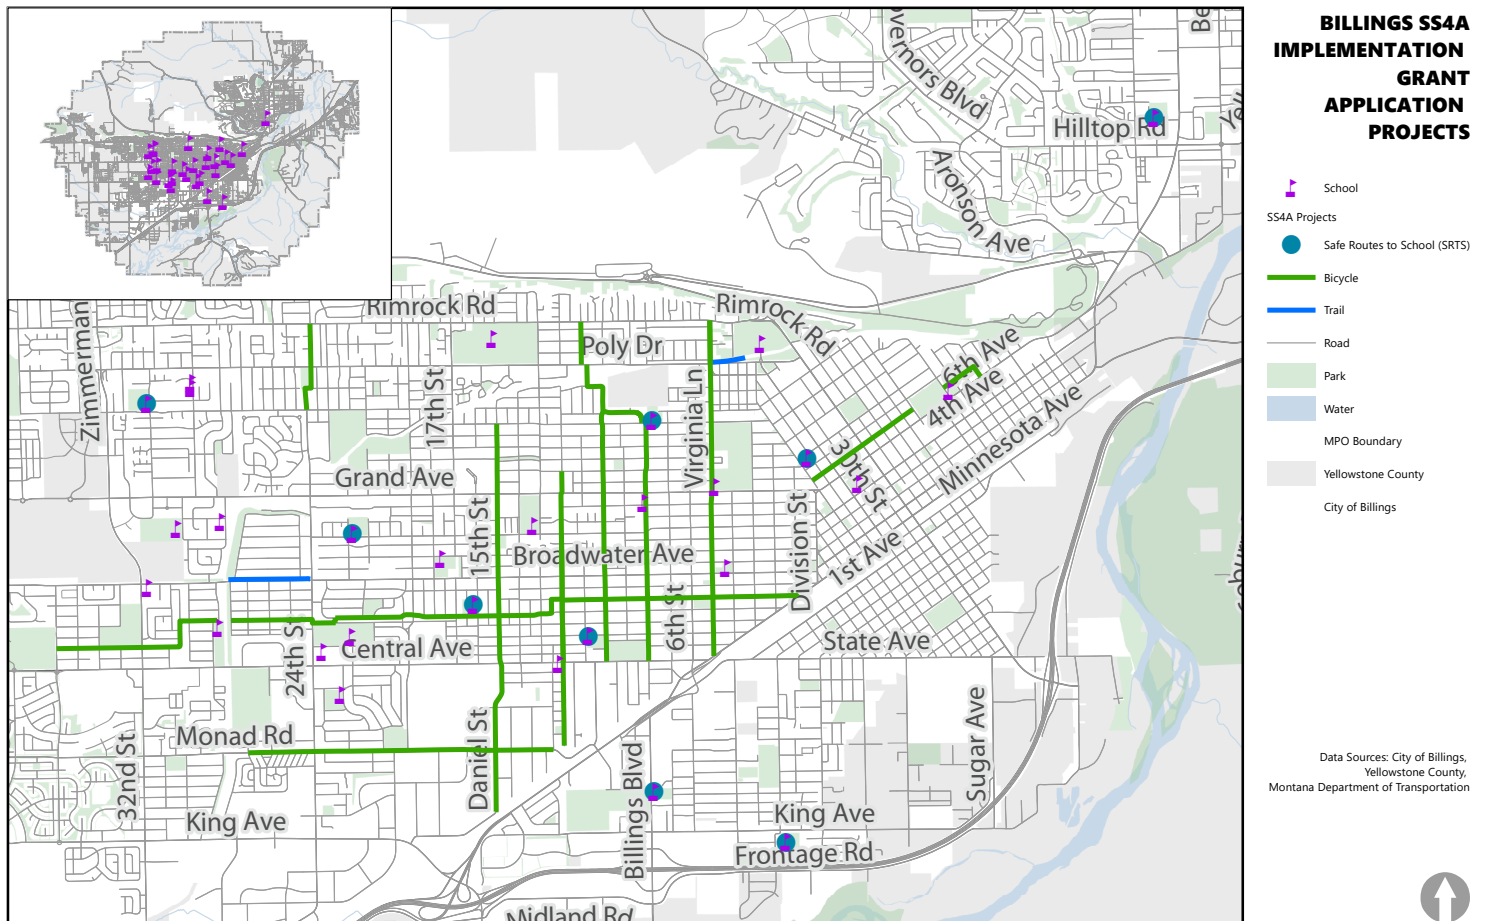 BILLINGS SS4A
IMPLEMENTATION
GRANT
APPLICATION
PROJECTS
School
SS4A Projects
Safe Routes to School (SRTS)
Bicycle
Trail
Road
Park
Water
MPO Boundary
Yellowstone County
City of Billings
Data Sources: City of Billings,
Yellowstone County,
Montana Department of Transportation
vernors Blvd
Be
Hilltop Rd
Yell
Aronson Ave
Rimrock Rd
Rimrock Rd
Zimmerman
Poly Dr
6th Ave
4th Ave
17th St
Virginia Ln
Minnesota Ave
Grand Ave
30th St
15th St
Broadwater Ave
Division St
1st Ave
6th St
24th St
Central Ave
State Ave
Monad Rd
32nd St
Daniel St
Billings Blvd
Sugar Ave
King Ave
King Ave
Frontage Rd
Midland Rd